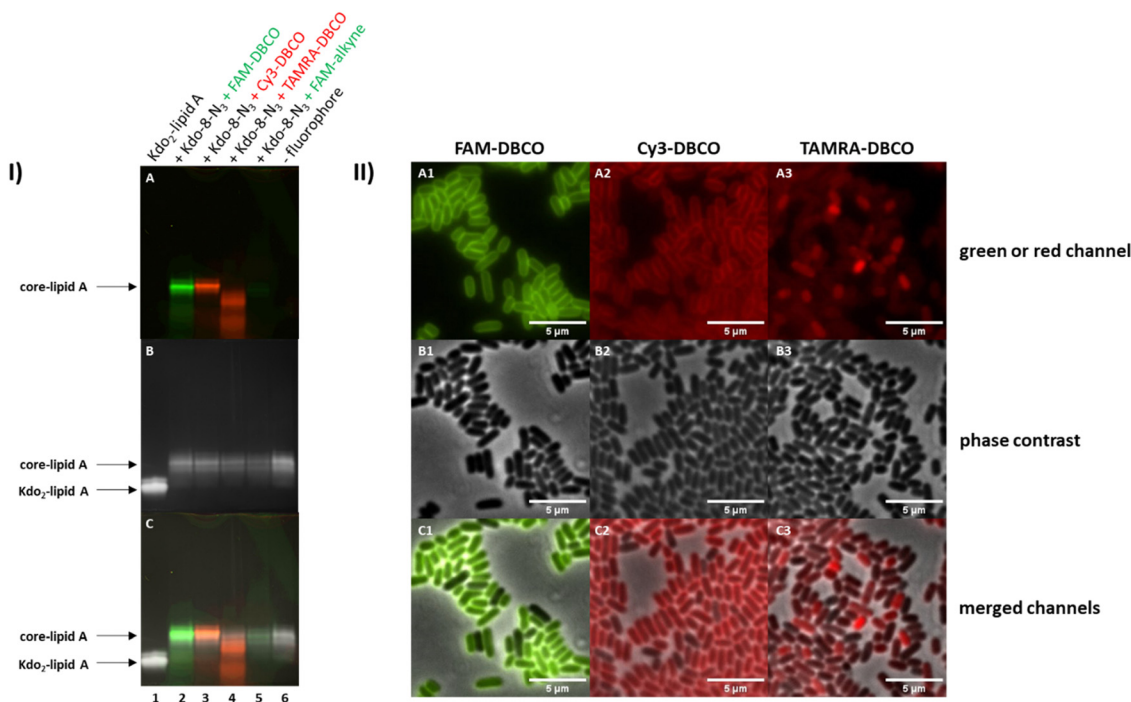 I)
Kdo₂-lipid A
+ Kdo-8-N₃ + FAM-DBCO
+ Kdo-8-N₃ + Cy3-DBCO
+ Kdo-8-N₃ + TAMRA-DBCO
+ Kdo-8-N₃ + FAM-alkyne
- fluorophore
A
core-lipid A
B
core-lipid A
Kdo₂-lipid A
C
core-lipid A
Kdo₂-lipid A
1 2 3 4 5 6
II)
FAM-DBCO Cy3-DBCO TAMRA-DBCO
A1 A2 A3
green or red channel
5 µm 5 µm 5 µm
B1 B2 B3
phase contrast
5 µm 5 µm 5 µm
C1 C2 C3
merged channels
5 µm 5 µm 5 µm